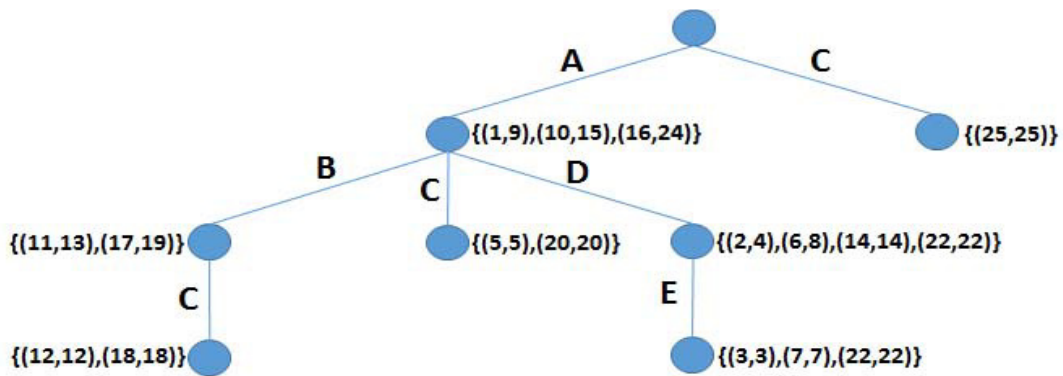 A
C
{(1,9),(10,15),(16,24)}
{(25,25)}
B
C
D
{(11,13),(17,19)}
{(5,5),(20,20)}
{(2,4),(6,8),(14,14),(22,22)}
C
E
{(12,12),(18,18)}
{(3,3),(7,7),(22,22)}